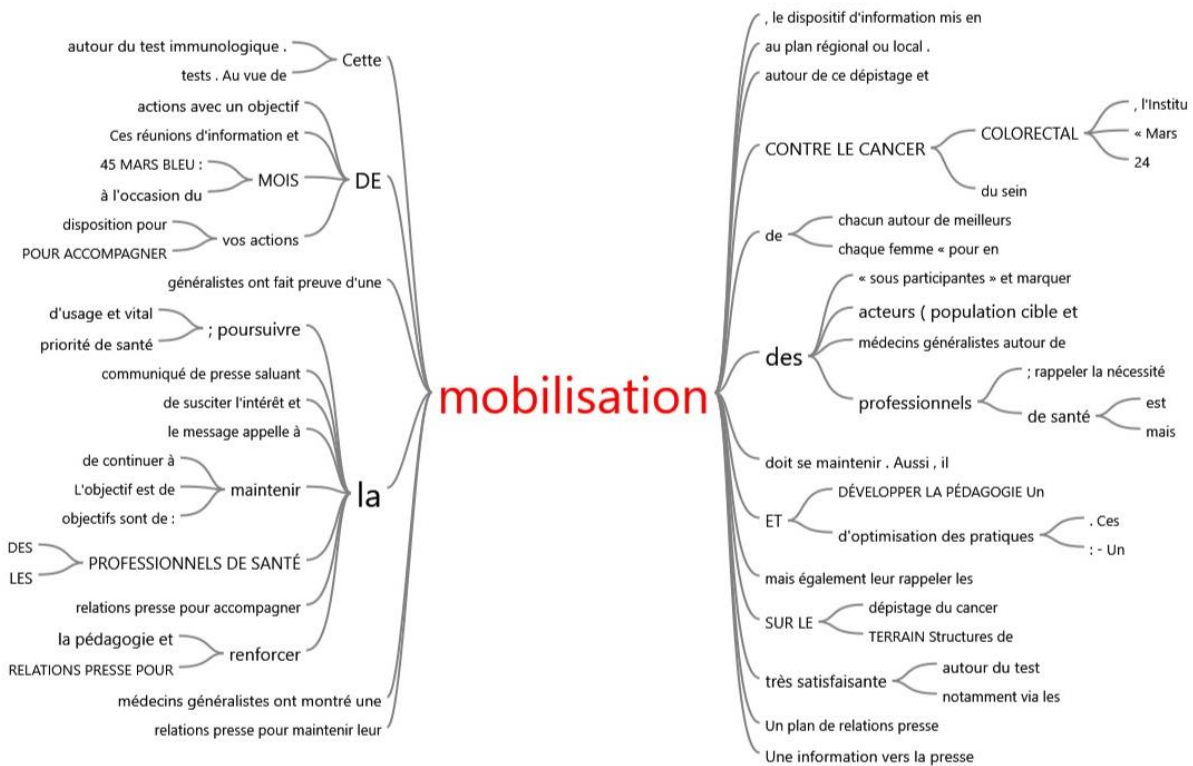 autour du test immunologique .
tests . Au vue de
Cette
actions avec un objectif
Ces réunions d'information et
45 MARS BLEU :
à l'occasion du
MOIS
disposition pour
POUR ACCOMPAGNER
vos actions
DE
généralistes ont fait preuve d'une
d'usage et vital
priorité de santé
; poursuivre
communiqué de presse saluant
de susciter l'intérêt et
le message appelle à
de continuer à
L'objectif est de
objectifs sont de :
maintenir
la
DES
LES
PROFESSIONNELS DE SANTÉ
relations presse pour accompagner
la pédagogie et
RELATIONS PRESSE POUR
renforcer
médecins généralistes ont montré une
relations presse pour maintenir leur
mobilisation
, le dispositif d'information mis en
au plan régional ou local .
autour de ce dépistage et
CONTRE LE CANCER
COLORECTAL
, l'Institu
« Mars
24
du sein
de
chacun autour de meilleurs
chaque femme « pour en
des
« sous participantes » et marquer
acteurs ( population cible et
médecins généralistes autour de
professionnels
; rappeler la nécessité
de santé
est
mais
doit se maintenir . Aussi , il
ET
DÉVELOPPER LA PÉDAGOGIE Un
d'optimisation des pratiques
. Ces
: - Un
mais également leur rappeler les
SUR LE
dépistage du cancer
TERRAIN Structures de
très satisfaisante
autour du test
notamment via les
Un plan de relations presse
Une information vers la presse